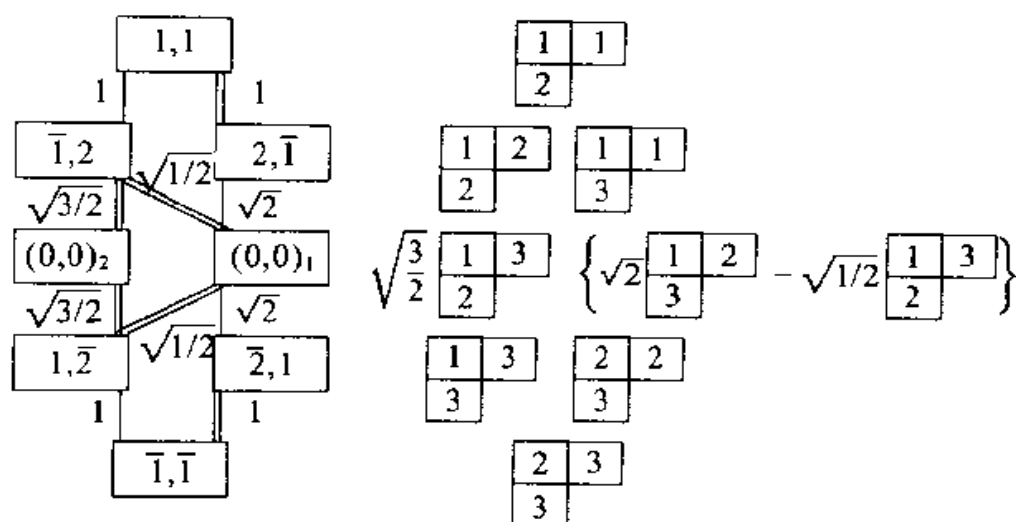 1,1 1 1
2
1 1
1̅,2 2,1̅ 1 2 1 1
√1/2 2 3
√3/2 √2
(0,0)₂ (0,0)₁ √3/2 1 3 { √2 1 2 − √1/2 1 3 }
2 3 2
√3/2 √1/2 √2
1,2̅ 2̅,1 1 3 2 2
3 3
1 1
1̅,1̅ 2 3
3